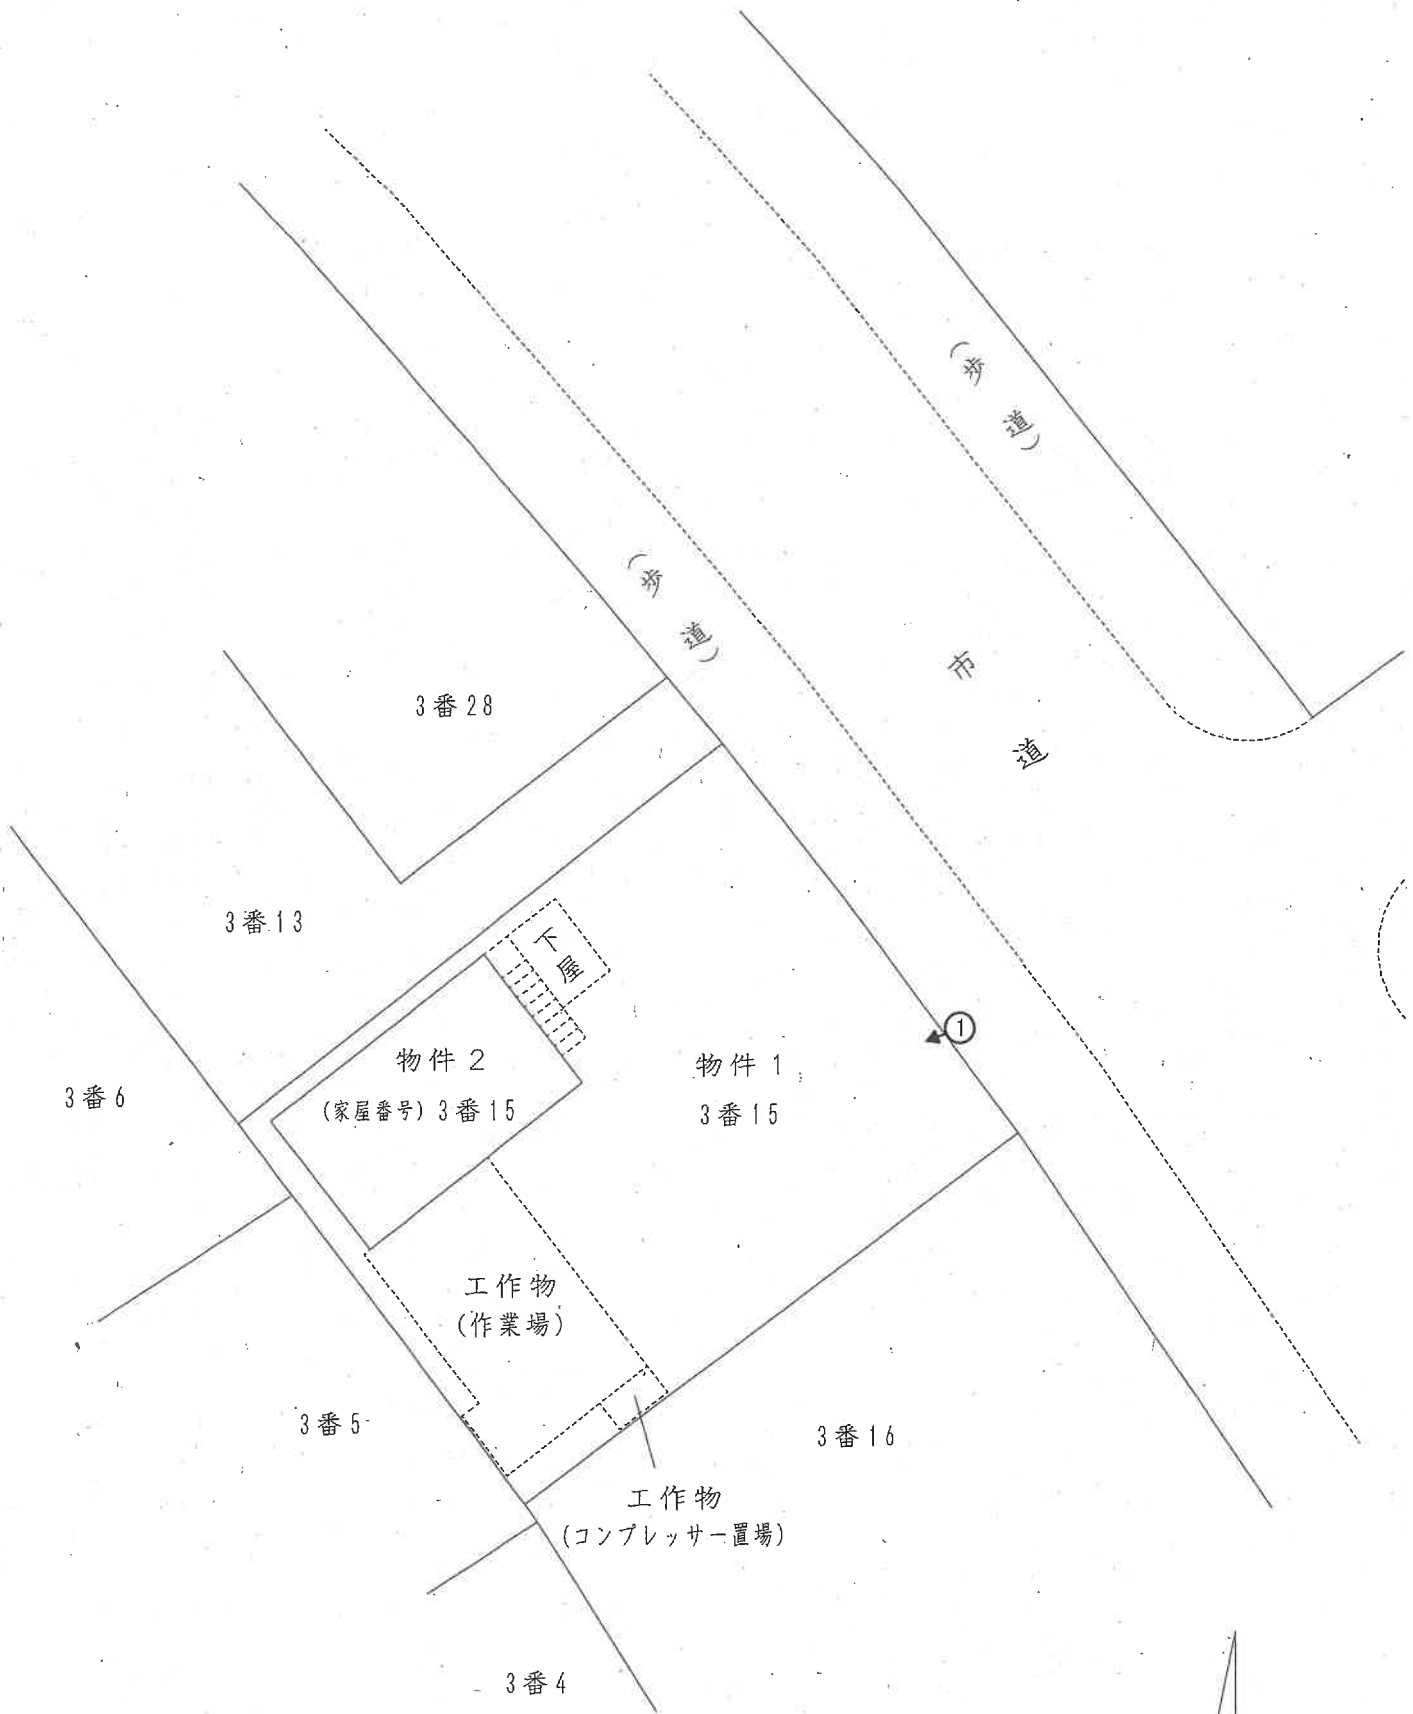 (歩道)
(歩道)
市道
3番28
3番13
下屋
①
物件 2
(家屋番号) 3番15
物件 1
3番15
3番6
工作物
(作業場)
3番5
3番16
工作物
(コンプレッサー置場)
3番4